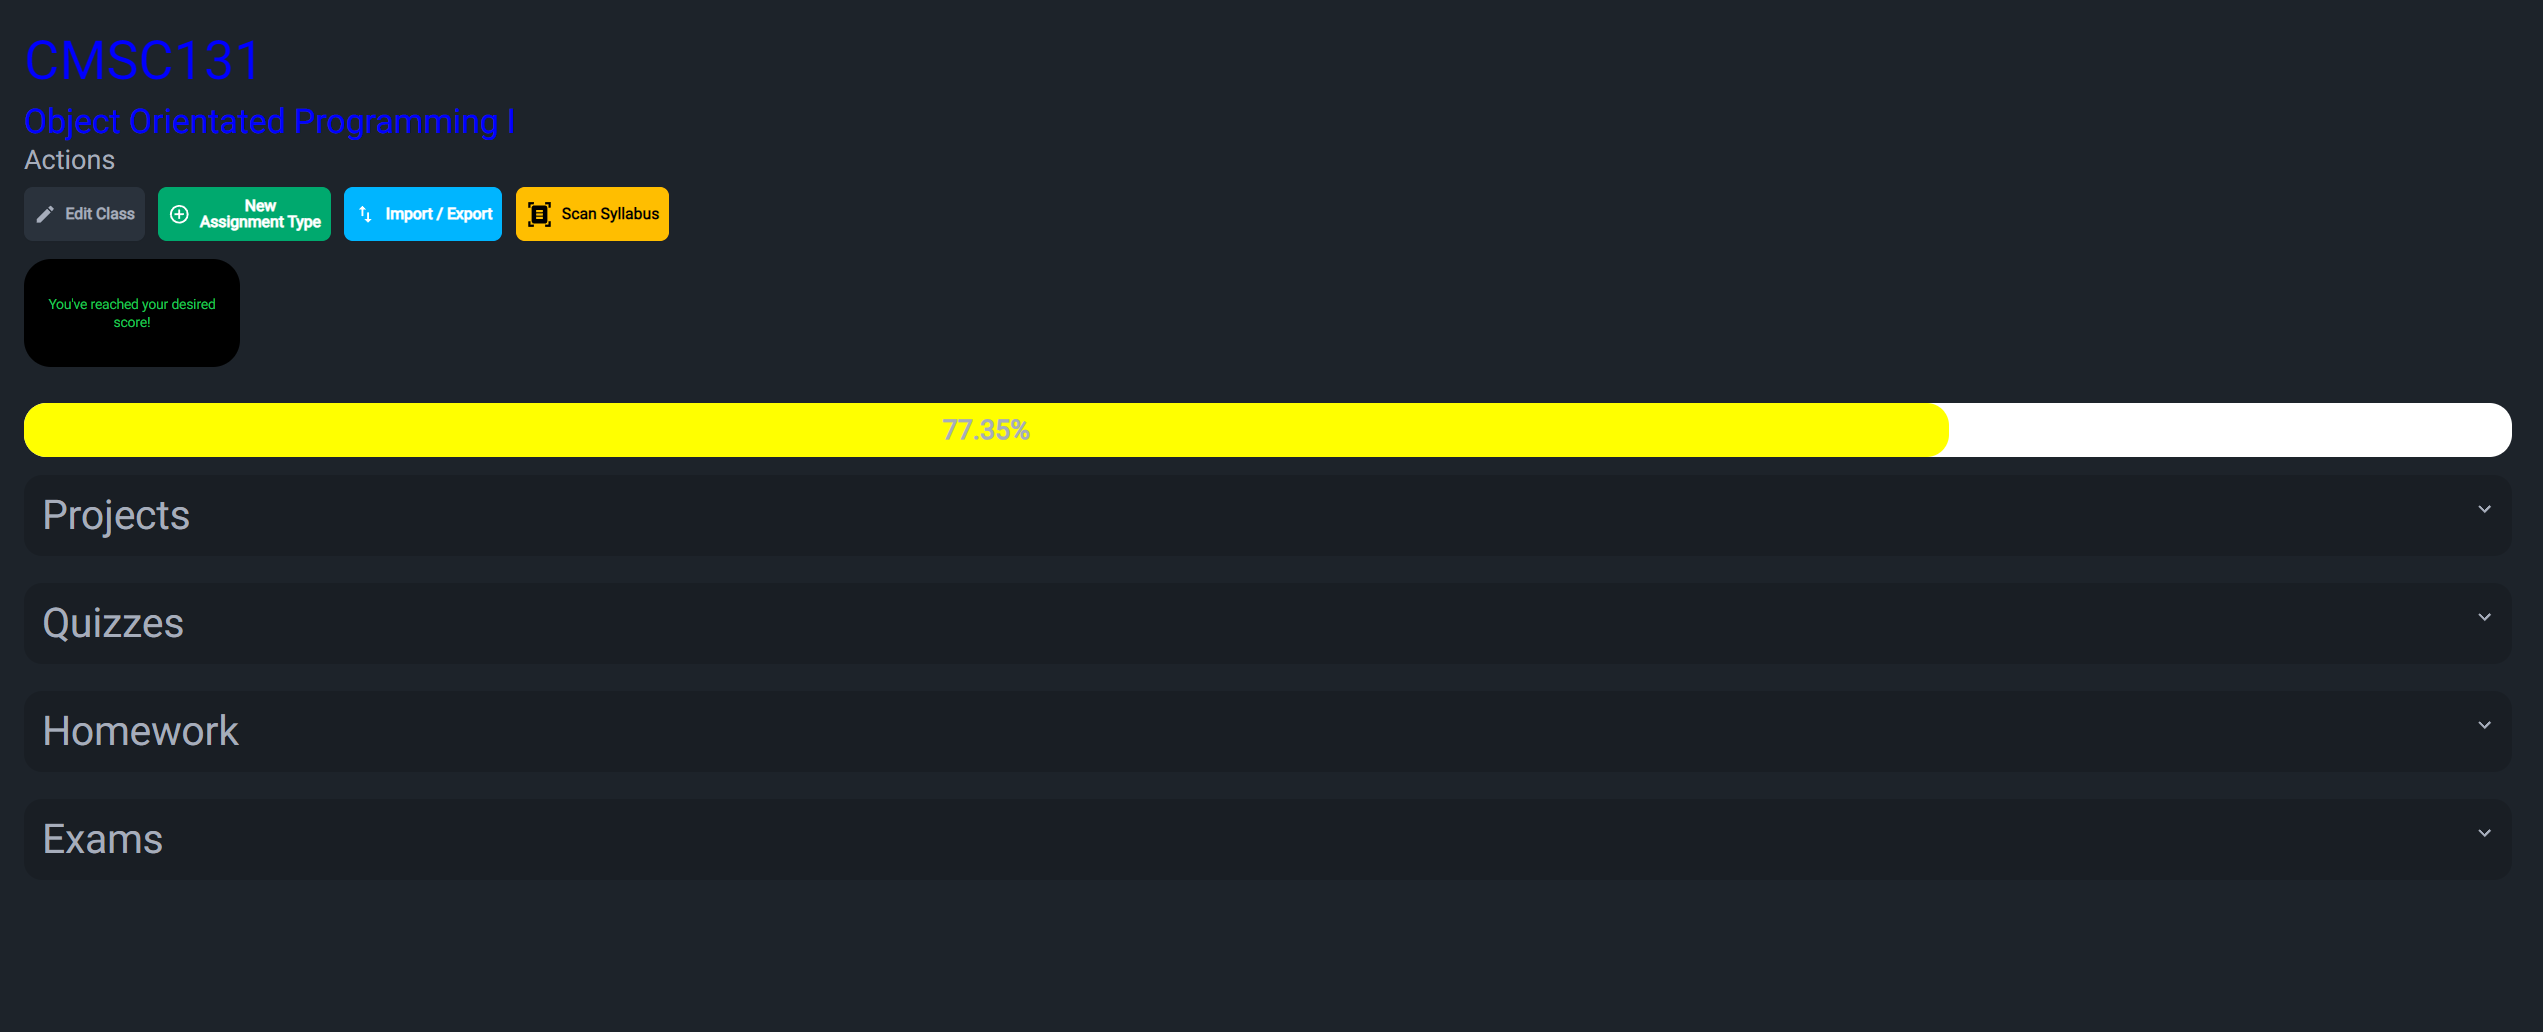 CMSC131
Object Orientated Programming I
Actions
Edit Class
New
Assignment Type
Import / Export
Scan Syllabus
You've reached your desired
score!
77.35%
Projects
Quizzes
Homework
Exams